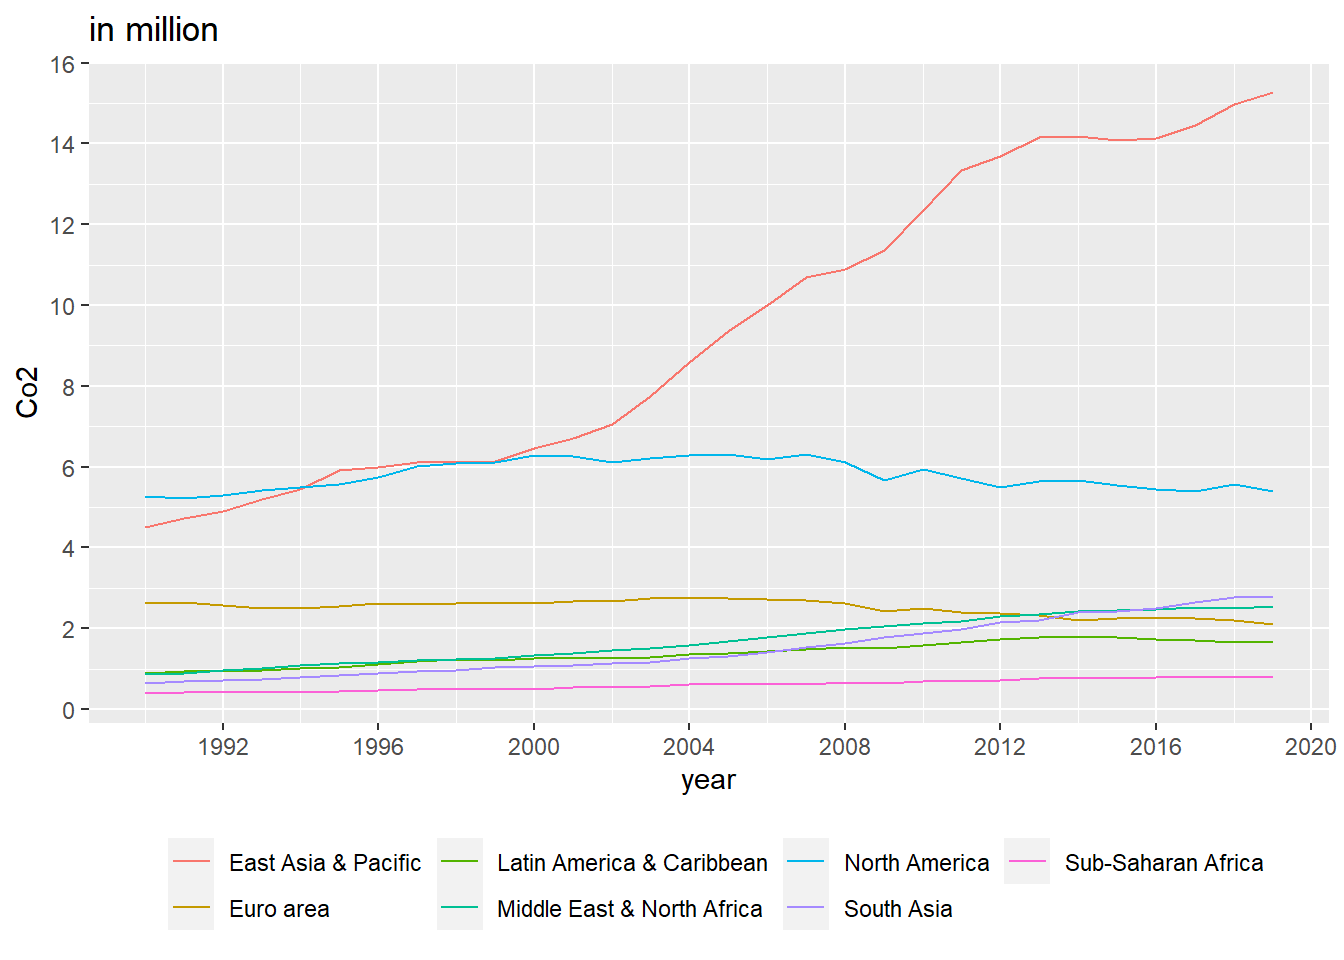 in million
16
14
12
10
8
6
4
2
0
Co2
1992 1996 2000 2004 2008 2012 2016 2020
year
East Asia & Pacific Latin America & Caribbean North America Sub-Saharan Africa
Euro area Middle East & North Africa South Asia